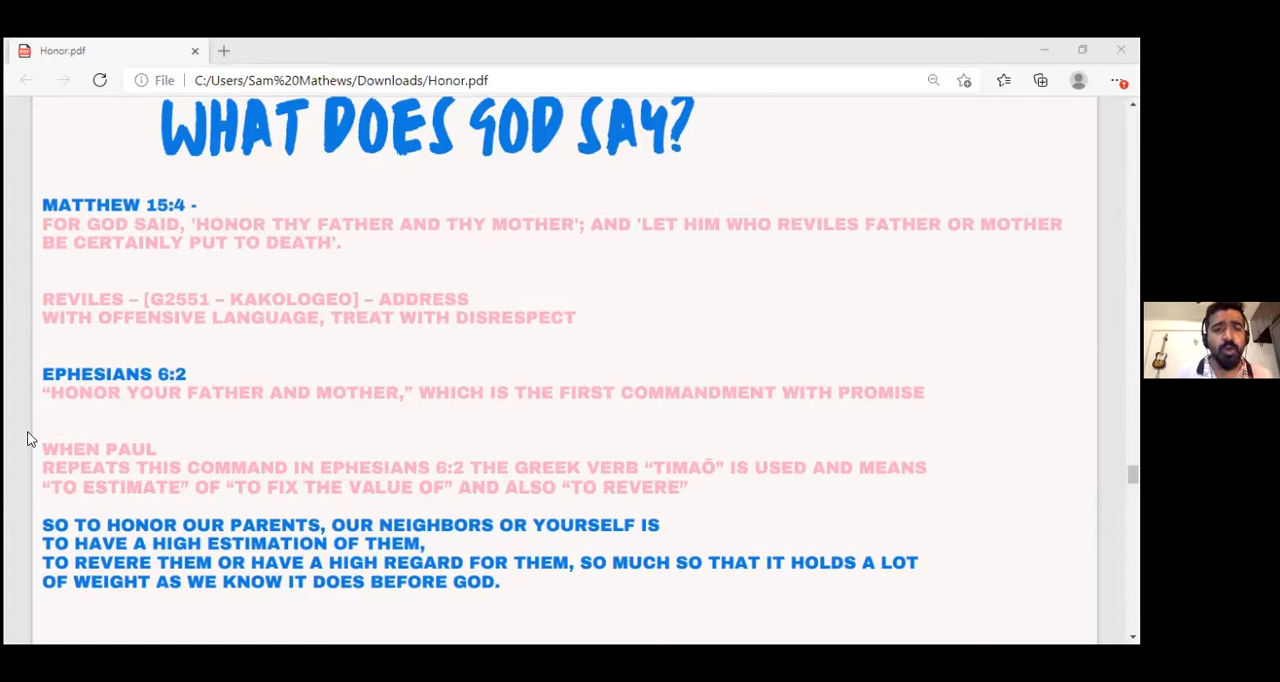 Honor.pdf
File
C:/Users/Sam%20Mathews/Downloads/Honor.pdf
WHAT DOES GOD SAY?
MATTHEW 15:4 -
FOR GOD SAID, 'HONOR THY FATHER AND THY MOTHER'; AND 'LET HIM WHO REVILES FATHER OR MOTHER
BE CERTAINLY PUT TO DEATH'.
REVILES – [G2551 – KAKOLOGEO] – ADDRESS
WITH OFFENSIVE LANGUAGE, TREAT WITH DISRESPECT
EPHESIANS 6:2
“HONOR YOUR FATHER AND MOTHER,” WHICH IS THE FIRST COMMANDMENT WITH PROMISE
WHEN PAUL
REPEATS THIS COMMAND IN EPHESIANS 6:2 THE GREEK VERB “TIMAŌ” IS USED AND MEANS
“TO ESTIMATE” OF “TO FIX THE VALUE OF” AND ALSO “TO REVERE”
SO TO HONOR OUR PARENTS, OUR NEIGHBORS OR YOURSELF IS
TO HAVE A HIGH ESTIMATION OF THEM,
TO REVERE THEM OR HAVE A HIGH REGARD FOR THEM, SO MUCH SO THAT IT HOLDS A LOT
OF WEIGHT AS WE KNOW IT DOES BEFORE GOD.